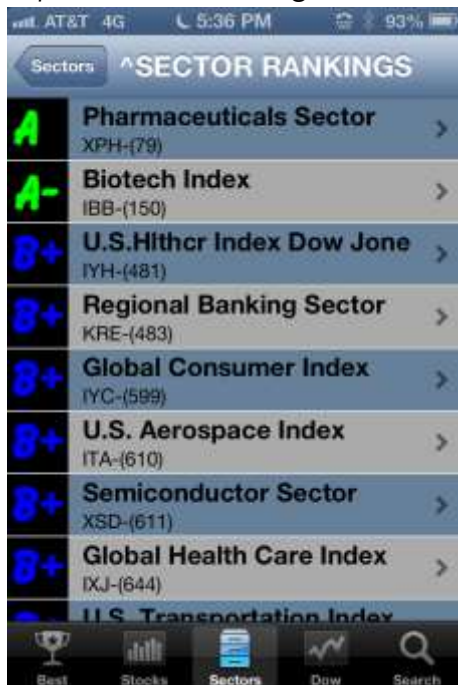 AT&T 4G 5:36 PM 93%
Sectors ^SECTOR RANKINGS
A Pharmaceuticals Sector
XPH-(79)
A- Biotech Index
IBB-(150)
B+ U.S.Hlthcr Index Dow Jone
IYH-(481)
B+ Regional Banking Sector
KRE-(483)
B+ Global Consumer Index
IYC-(599)
B+ U.S. Aerospace Index
ITA-(610)
B+ Semiconductor Sector
XSD-(611)
B+ Global Health Care Index
IXJ-(644)
B+ U.S. Transportation Index
Best Stocks Sectors Dow Search